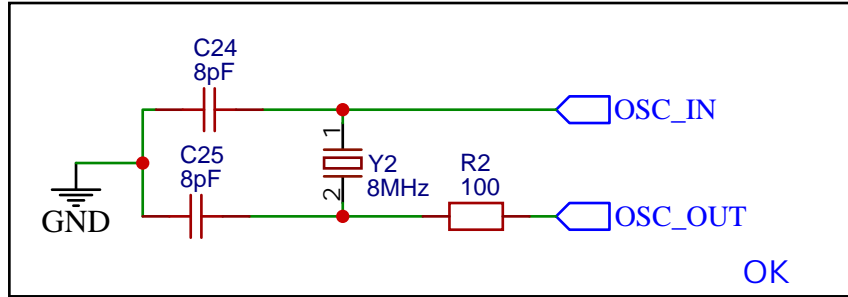 C24
8pF
OSC_IN
1
C25
8pF
Y2
8MHz
2
R2
100
GND
OSC_OUT
OK